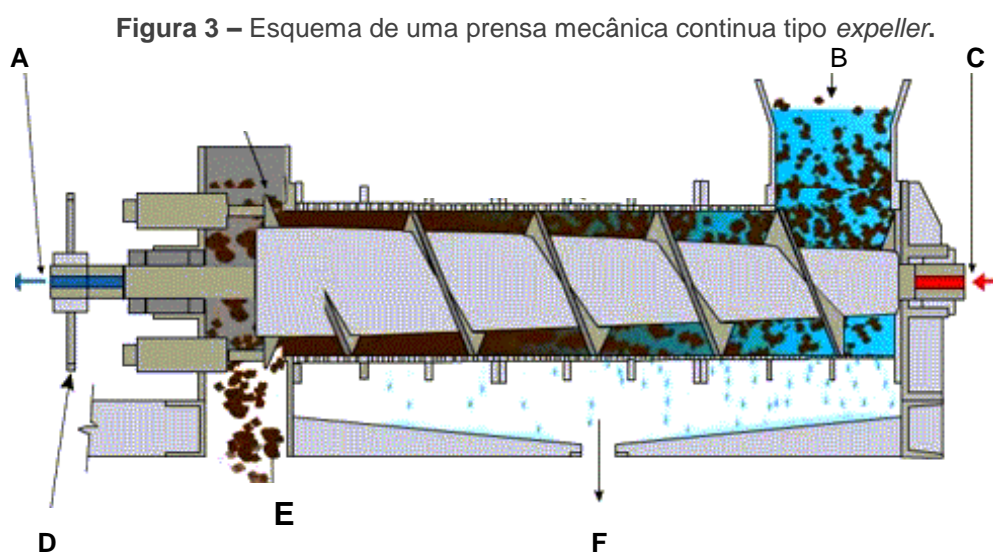 Figura 3 – Esquema de uma prensa mecânica continua tipo expeller.
A
B
C
D
E
F